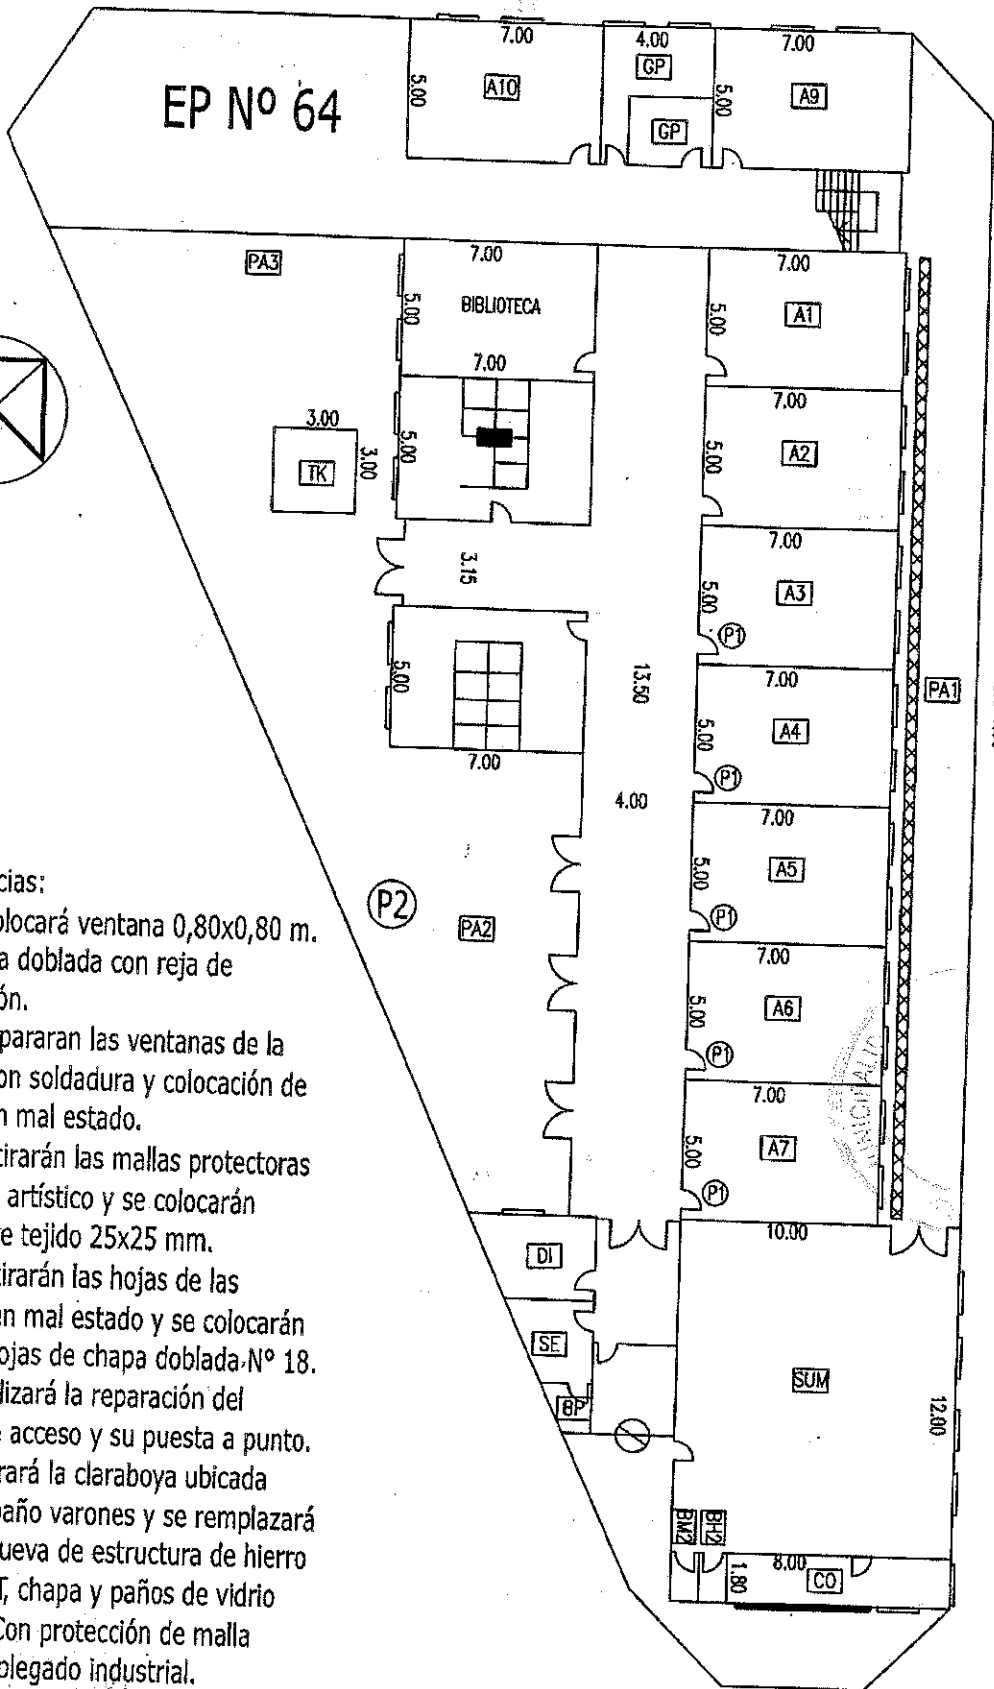 7.00
4.00
7.00
EP Nº 64
5.00
A10
GP
GP
5.00
A9
PA3
7.00
7.00
5.00
BIBLIOTECA
5.00
A1
7.00
7.00
3.00
TK
3.00
5.00
5.00
A2
7.00
3.15
5.00
A3
P1
5.00
13.50
7.00
PA1
5.00
A4
P1
7.00
4.00
7.00
5.00
A5
P1
cias:
olocará ventana 0,80x0,80 m.
a doblada con reja de
ón.
pararan las ventanas de la
on soldadura y colocación de
n mal estado.
tirarán las mallas protectoras
artístico y se colocarán
e tejido 25x25 mm.
tirarán las hojas de las
en mal estado y se colocarán
ojas de chapa doblada Nº 18.
lizará la reparación del
acceso y su puesta a punto.
rará la claraboya ubicada
paño varones y se remplazará
ueva de estructura de hierro
T, chapa y paños de vidrio
Con protección de malla
plegado industrial.
P2
PA2
7.00
5.00
A6
P1
7.00
5.00
A7
P1
10.00
DI
SE
BP
SUM
12.00
BM2
BH2
8.00
1.80
CO